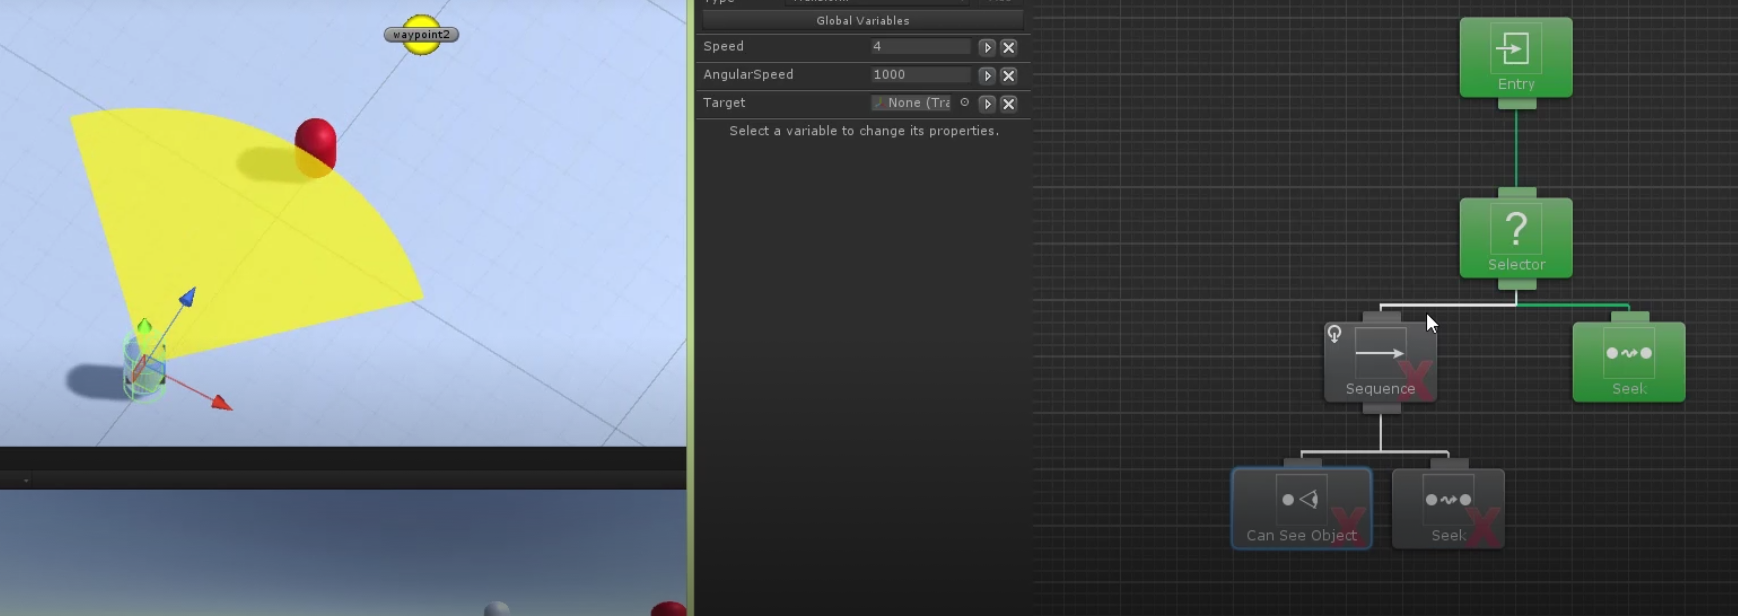 waypoint2
Type
Global Variables
Speed 4
AngularSpeed 1000
Target None (Tra
Select a variable to change its properties.
Entry
?
Selector
Sequence
Seek
Can See Object
Seek